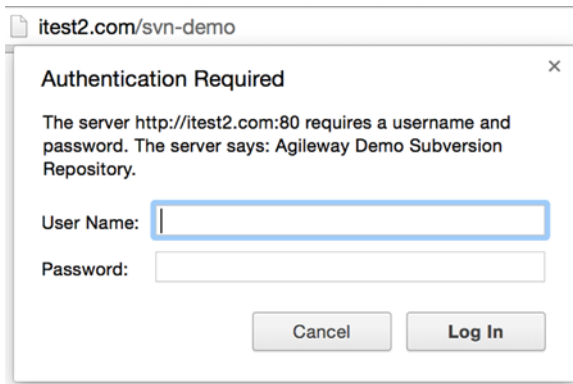 itest2.com/svn-demo
Authentication Required
The server http://itest2.com:80 requires a username and
password. The server says: Agileway Demo Subversion
Repository.
User Name:
Password:
Cancel Log In